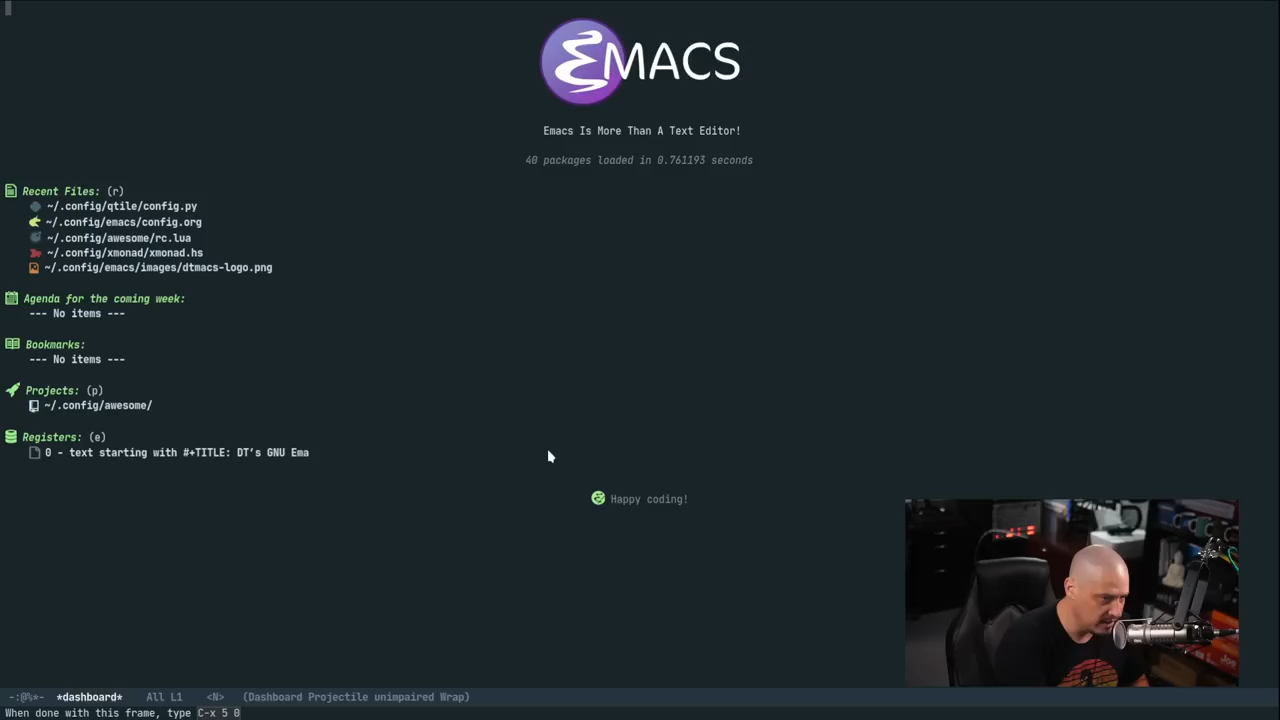 EMACS
Emacs Is More Than A Text Editor!
40 packages loaded in 0.761193 seconds
Recent Files: (r)
~/.config/qtile/config.py
~/.config/emacs/config.org
~/.config/awesome/rc.lua
~/.config/xmonad/xmonad.hs
~/.config/emacs/images/dtmacs-logo.png
Agenda for the coming week:
--- No items ---
Bookmarks:
--- No items ---
Projects: (p)
~/.config/awesome/
Registers: (e)
0 - text starting with #+TITLE: DT's GNU Ema
Happy coding!
-:@%*- *dashboard* All L1 <N> (Dashboard Projectile unimpaired Wrap)
When done with this frame, type C-x 5 0